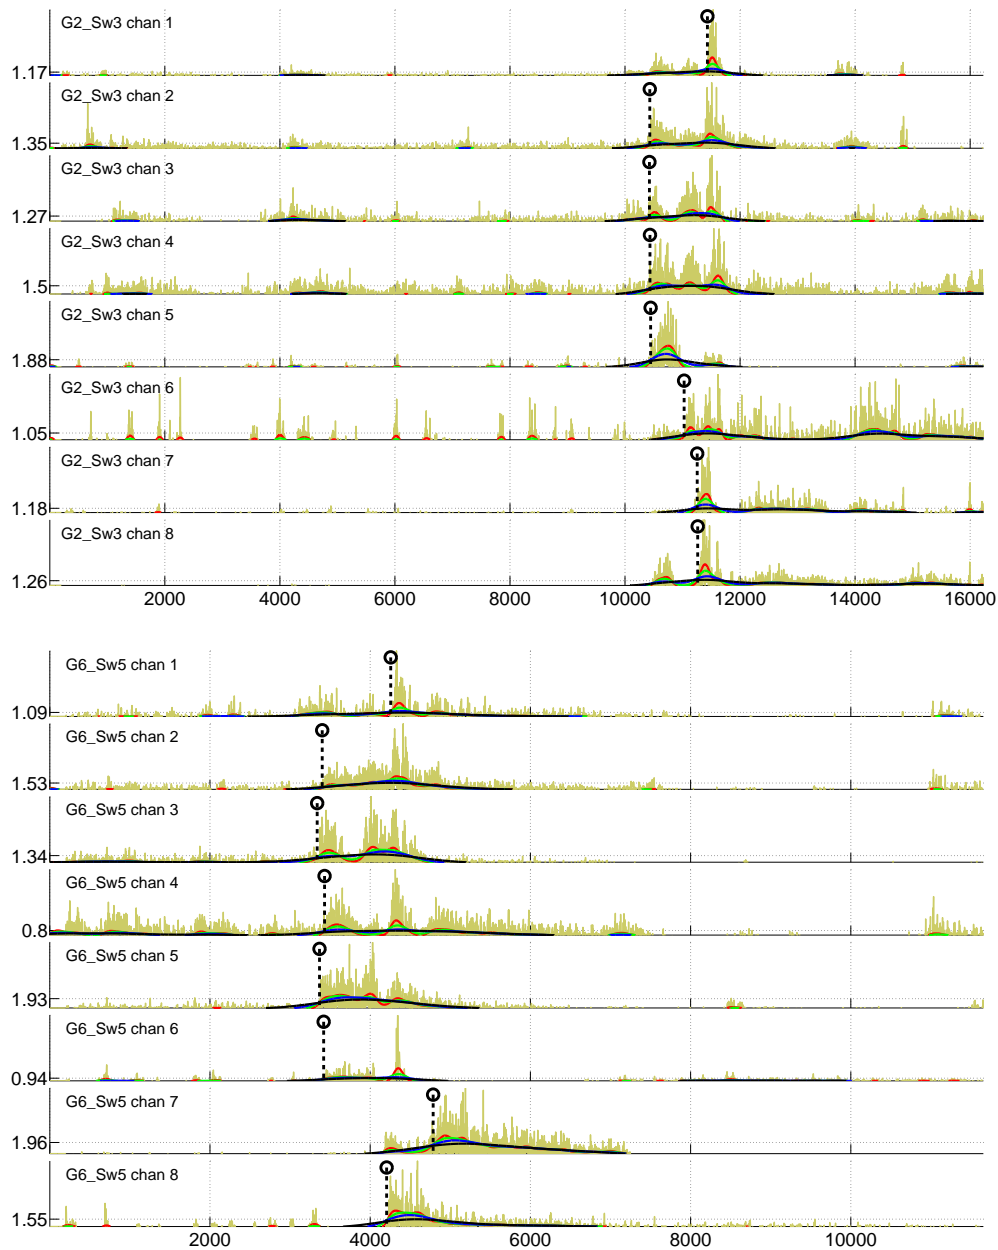 G2_Sw3 chan 1
1.17
G2_Sw3 chan 2
1.35
G2_Sw3 chan 3
1.27
G2_Sw3 chan 4
1.5
G2_Sw3 chan 5
1.88
G2_Sw3 chan 6
1.05
G2_Sw3 chan 7
1.18
G2_Sw3 chan 8
1.26
2000 4000 6000 8000 10000 12000 14000 16000
G6_Sw5 chan 1
1.09
G6_Sw5 chan 2
1.53
G6_Sw5 chan 3
1.34
G6_Sw5 chan 4
0.8
G6_Sw5 chan 5
1.93
G6_Sw5 chan 6
0.94
G6_Sw5 chan 7
1.96
G6_Sw5 chan 8
1.55
2000 4000 6000 8000 10000